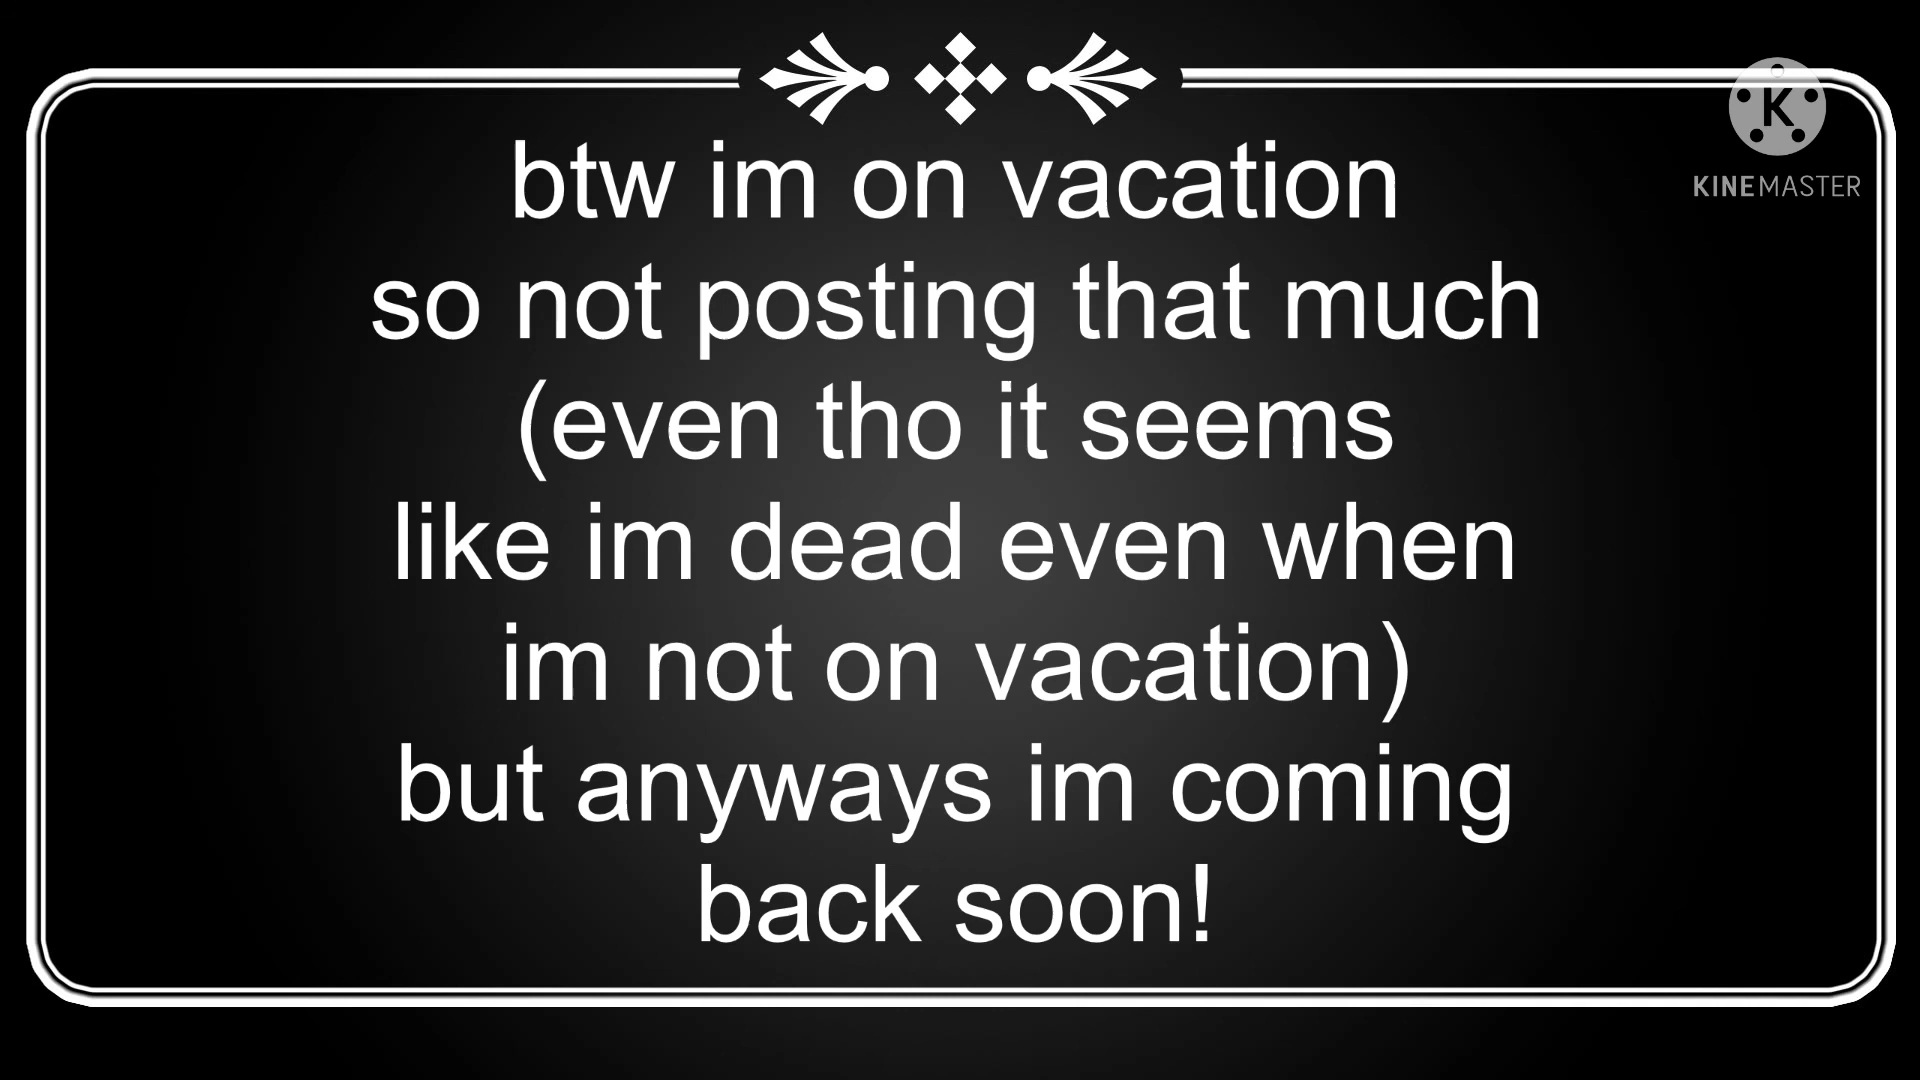 btw im on vacation
so not posting that much
(even tho it seems
like im dead even when
im not on vacation)
but anyways im coming
back soon!
K
KINEMASTER